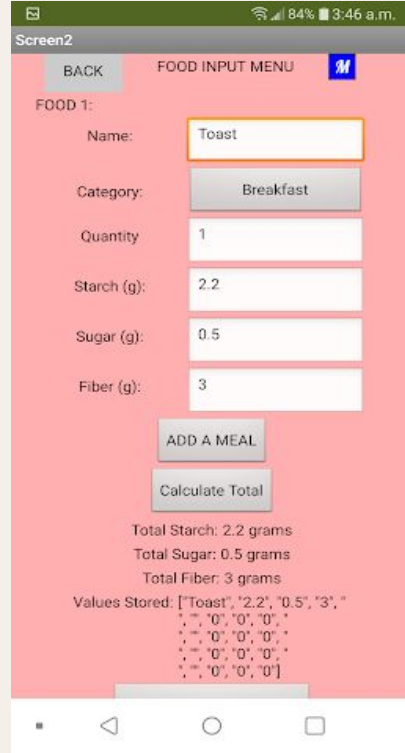 84% 3:46 a.m.
Screen2
BACK FOOD INPUT MENU M
FOOD 1:
Name: Toast
Category: Breakfast
Quantity 1
Starch (g): 2.2
Sugar (g): 0.5
Fiber (g): 3
ADD A MEAL
Calculate Total
Total Starch: 2.2 grams
Total Sugar: 0.5 grams
Total Fiber: 3 grams
Values Stored: ["Toast", "2.2", "0.5", "3", "
", "", "0", "0", "0", "
", "", "0", "0", "0", "
", "", "0", "0", "0", "
", "", "0", "0", "0"]